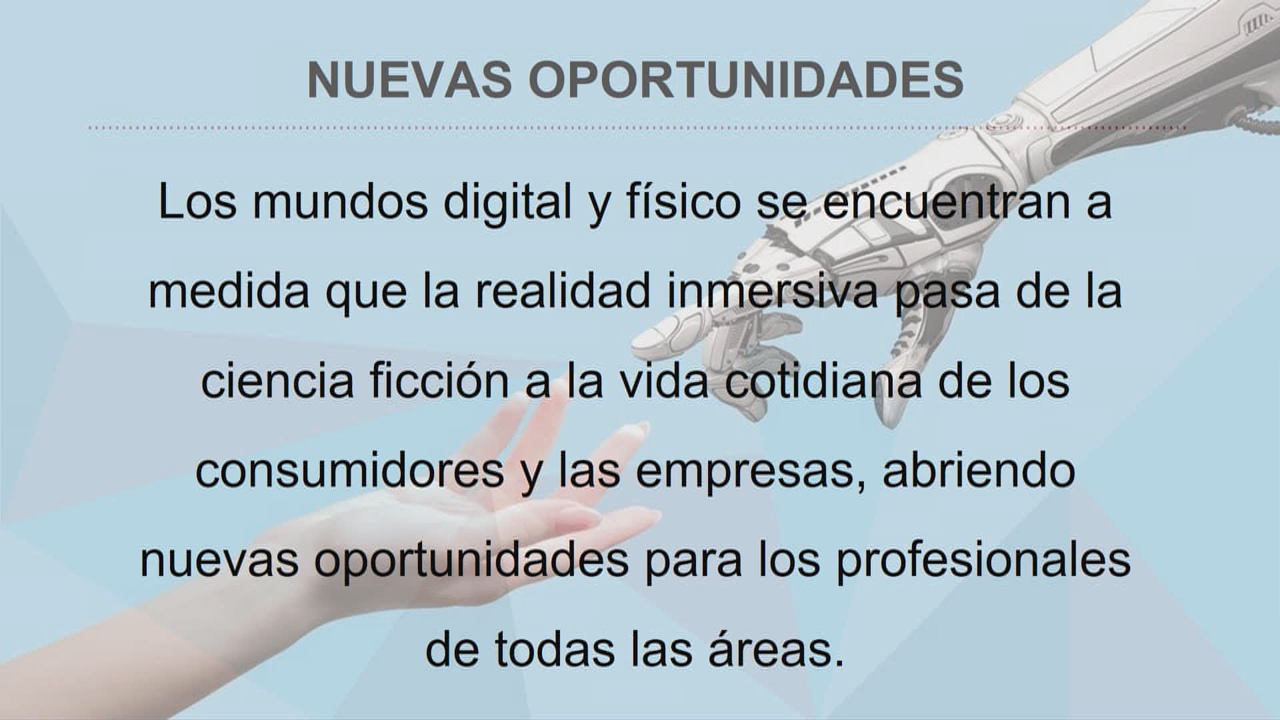 NUEVAS OPORTUNIDADES
Los mundos digital y físico se encuentran a
medida que la realidad inmersiva pasa de la
ciencia ficción a la vida cotidiana de los
consumidores y las empresas, abriendo
nuevas oportunidades para los profesionales
de todas las áreas.